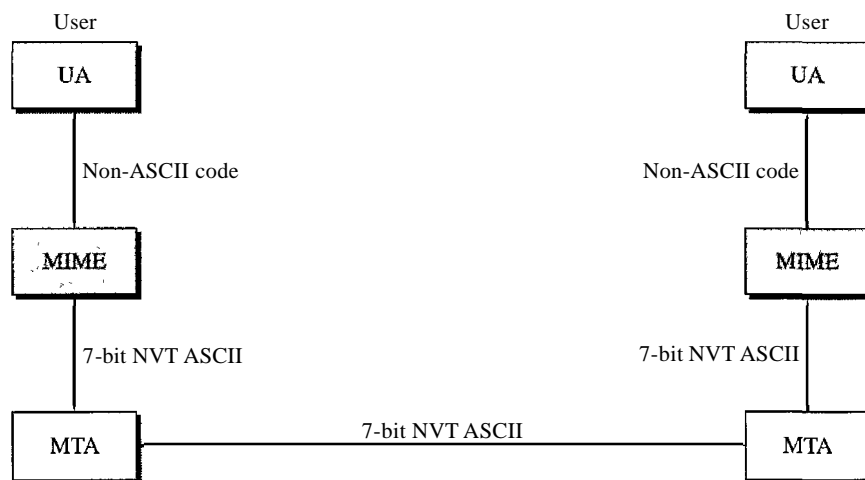 User
User
UA
UA
Non-ASCII code
Non-ASCII code
MIME
MIME
7-bit NVT ASCII
7-bit NVT ASCII
7-bit NVT ASCII
MTA
MTA